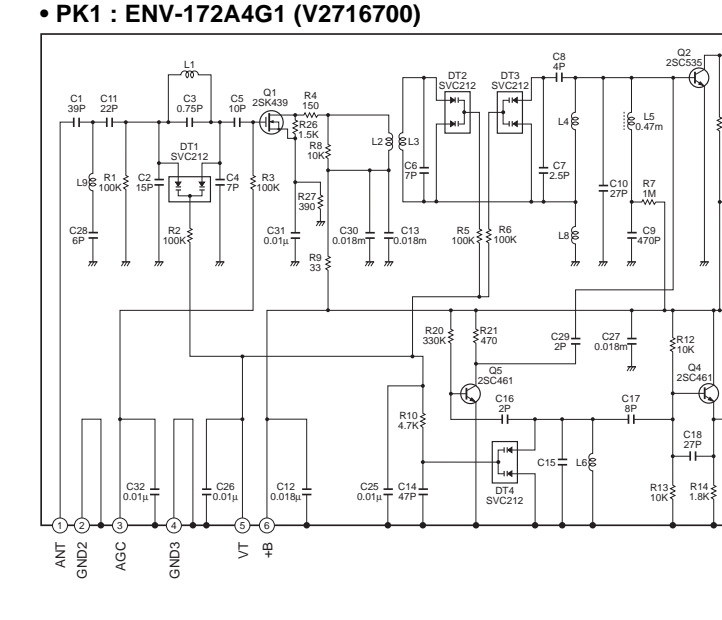 • PK1 : ENV-172A4G1 (V2716700)
L1
C1
39P
C11
22P
C3
0.75P
C5
10P
Q1
2SK439
R4
150
R26
1.5K
R8
10K
DT1
SVC212
L9
R1
100K
C2
15P
C4
7P
R3
100K
R27
390
C28
6P
R2
100K
C31
0.01µ
R9
33
C30
0.018m
C13
0.018m
L2
L3
C6
7P
DT2
SVC212
DT3
SVC212
C8
4P
Q2
2SC535
L4
L5
0.47m
C7
2.5P
C10
27P
R7
1M
R5
100K
R6
100K
L8
C9
470P
R20
330K
R21
470
C29
2P
C27
0.018m
R12
10K
Q5
2SC461
Q4
2SC461
C16
2P
C17
8P
R10
4.7K
C18
27P
C15
L6
DT4
SVC212
C32
0.01µ
C26
0.01µ
C12
0.018µ
C25
0.01µ
C14
47P
R13
10K
R14
1.8K
1
2
3
4
5
6
ANT
GND2
AGC
GND3
VT
+B